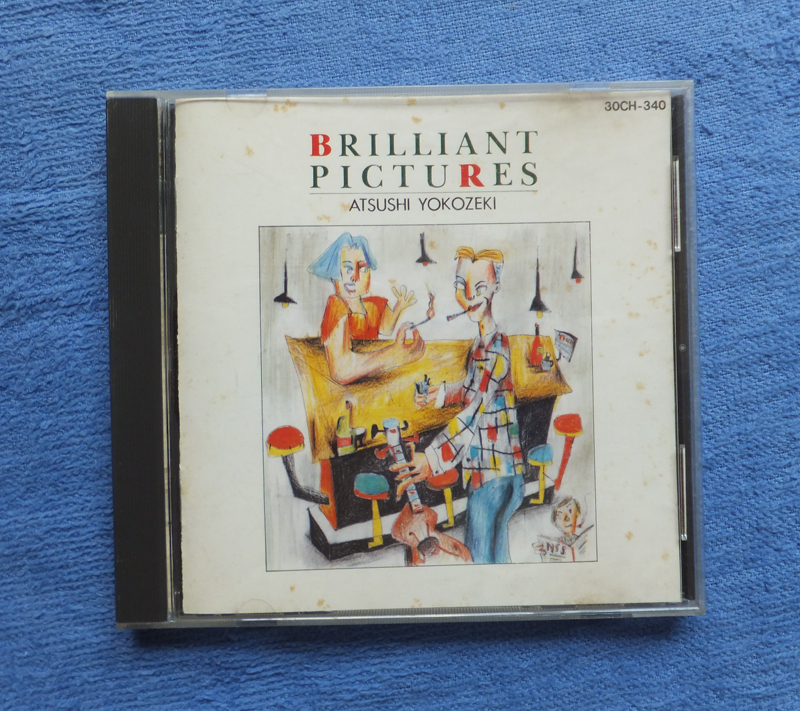 30CH-340
BRILLIANT
PICTURES
ATSUSHI YOKOZEKI